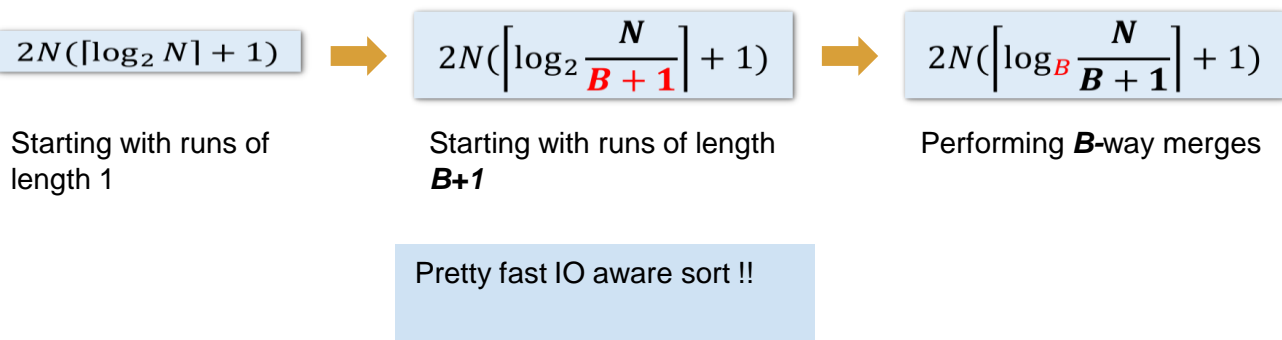 2N(⌈log₂ N⌉ + 1)
2N(⌈log₂ N/(B + 1)⌉ + 1)
2N(⌈log_B N/(B + 1)⌉ + 1)
Starting with runs of
length 1
Starting with runs of length
B+1
Performing B-way merges
Pretty fast IO aware sort !!